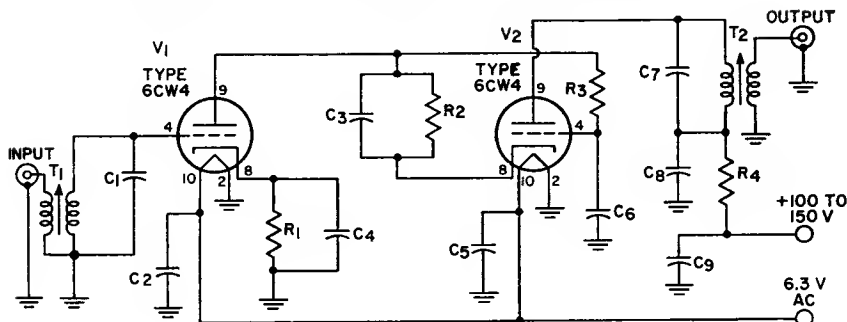 V1
TYPE
6CW4
9
4
10
2
8
INPUT
T1
C1
C2
R1
C4
C3
R2
V2
TYPE
6CW4
9
4
8
10
2
R3
C5
C6
C7
C8
T2
OUTPUT
R4
C9
+100 TO
150 V
6.3 V
AC